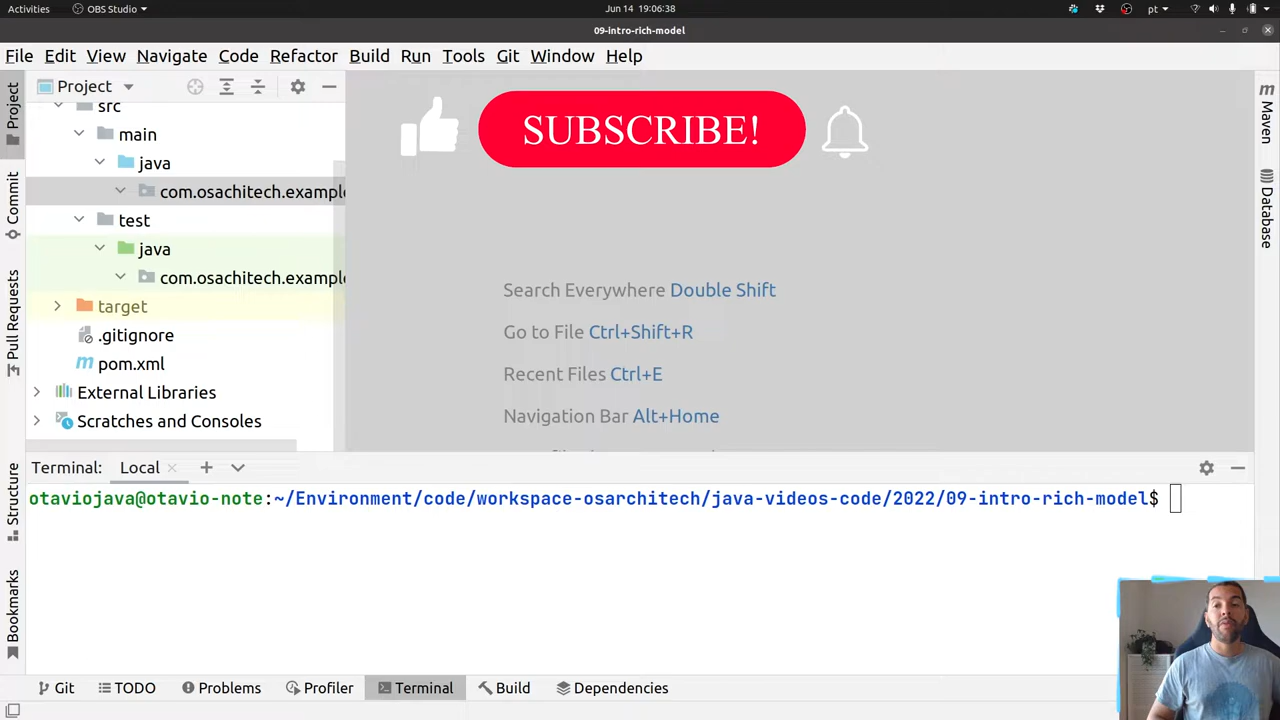 Activities
OBS Studio
Jun 14 19:06:38
pt
09-intro-rich-model
File Edit View Navigate Code Refactor Build Run Tools Git Window Help
Project
src
main
java
com.osachitech.example
test
java
com.osachitech.example
target
.gitignore
pom.xml
External Libraries
Scratches and Consoles
Project
Commit
Pull Requests
Structure
Bookmarks
SUBSCRIBE!
Search Everywhere Double Shift
Go to File Ctrl+Shift+R
Recent Files Ctrl+E
Navigation Bar Alt+Home
m
Maven
Database
Terminal: Local
otaviojava@otavio-note:~/Environment/code/workspace-osarchitech/java-videos-code/2022/09-intro-rich-model$
Git TODO Problems Profiler Terminal Build Dependencies